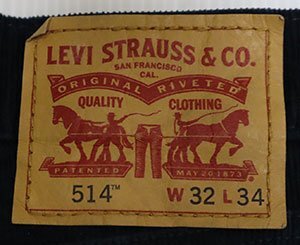 LEVI STRAUSS & CO.
SAN FRANCISCO
CAL.
ORIGINAL RIVETED
QUALITY CLOTHING
PATENTED MAY 20 1873
514™ W 32 L 34